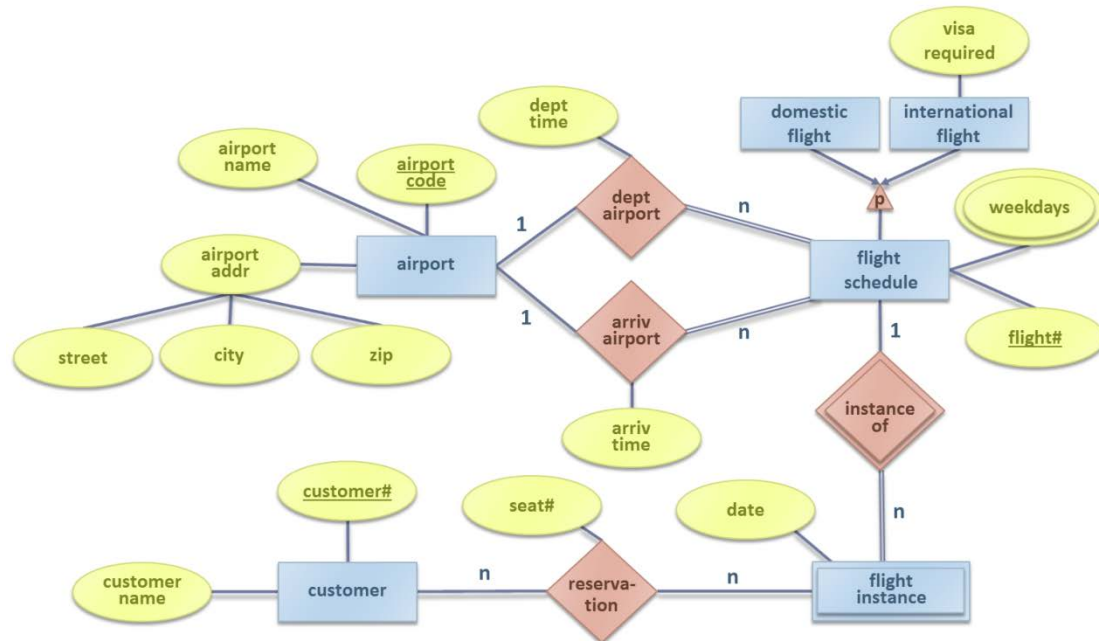 visa
required
dept
time
domestic
flight
international
flight
airport
name
airport
code
dept
airport
n
p
weekdays
1
airport
addr
airport
flight
schedule
1
arriv
airport
n
1
flight#
street
city
zip
instance
of
arriv
time
customer#
seat#
date
n
customer
name
customer
n
reserva-
tion
n
flight
instance